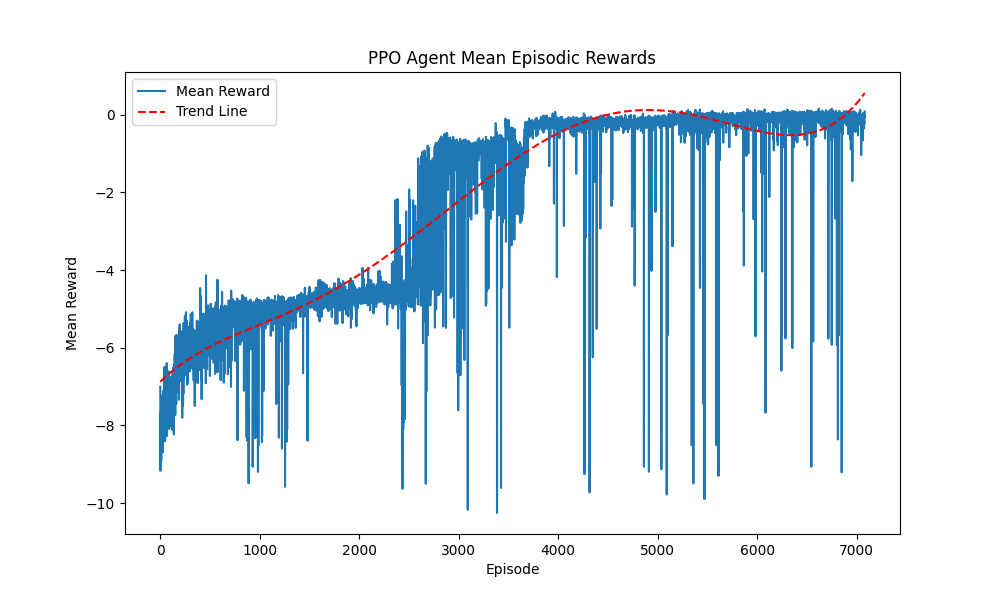 PPO Agent Mean Episodic Rewards
Mean Reward
Trend Line
0
−2
−4
−6
−8
−10
Mean Reward
0 1000 2000 3000 4000 5000 6000 7000
Episode